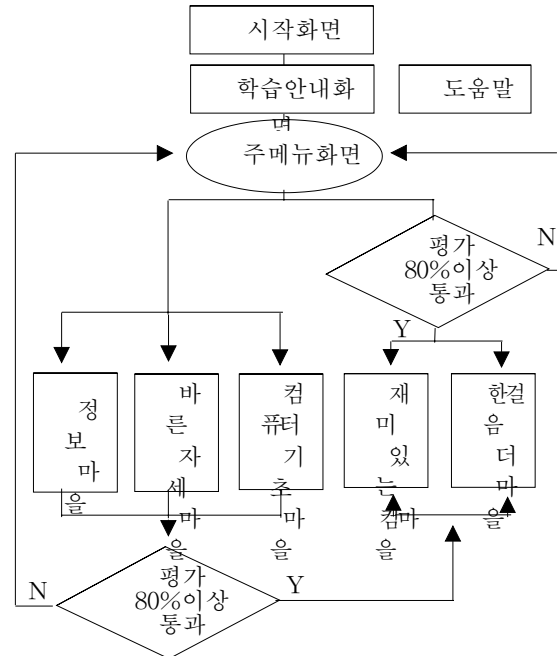 시작화면
학습안내화
면
도움말
주메뉴화면
평가
80%이상
통과
N
Y
정
보
마
을
바
른
자
세
마
을
컴
퓨터
기
초
마
을
재
미
있
는
컴마
을
한걸
음
더
마
을
평가
80%이상
통과
N
Y